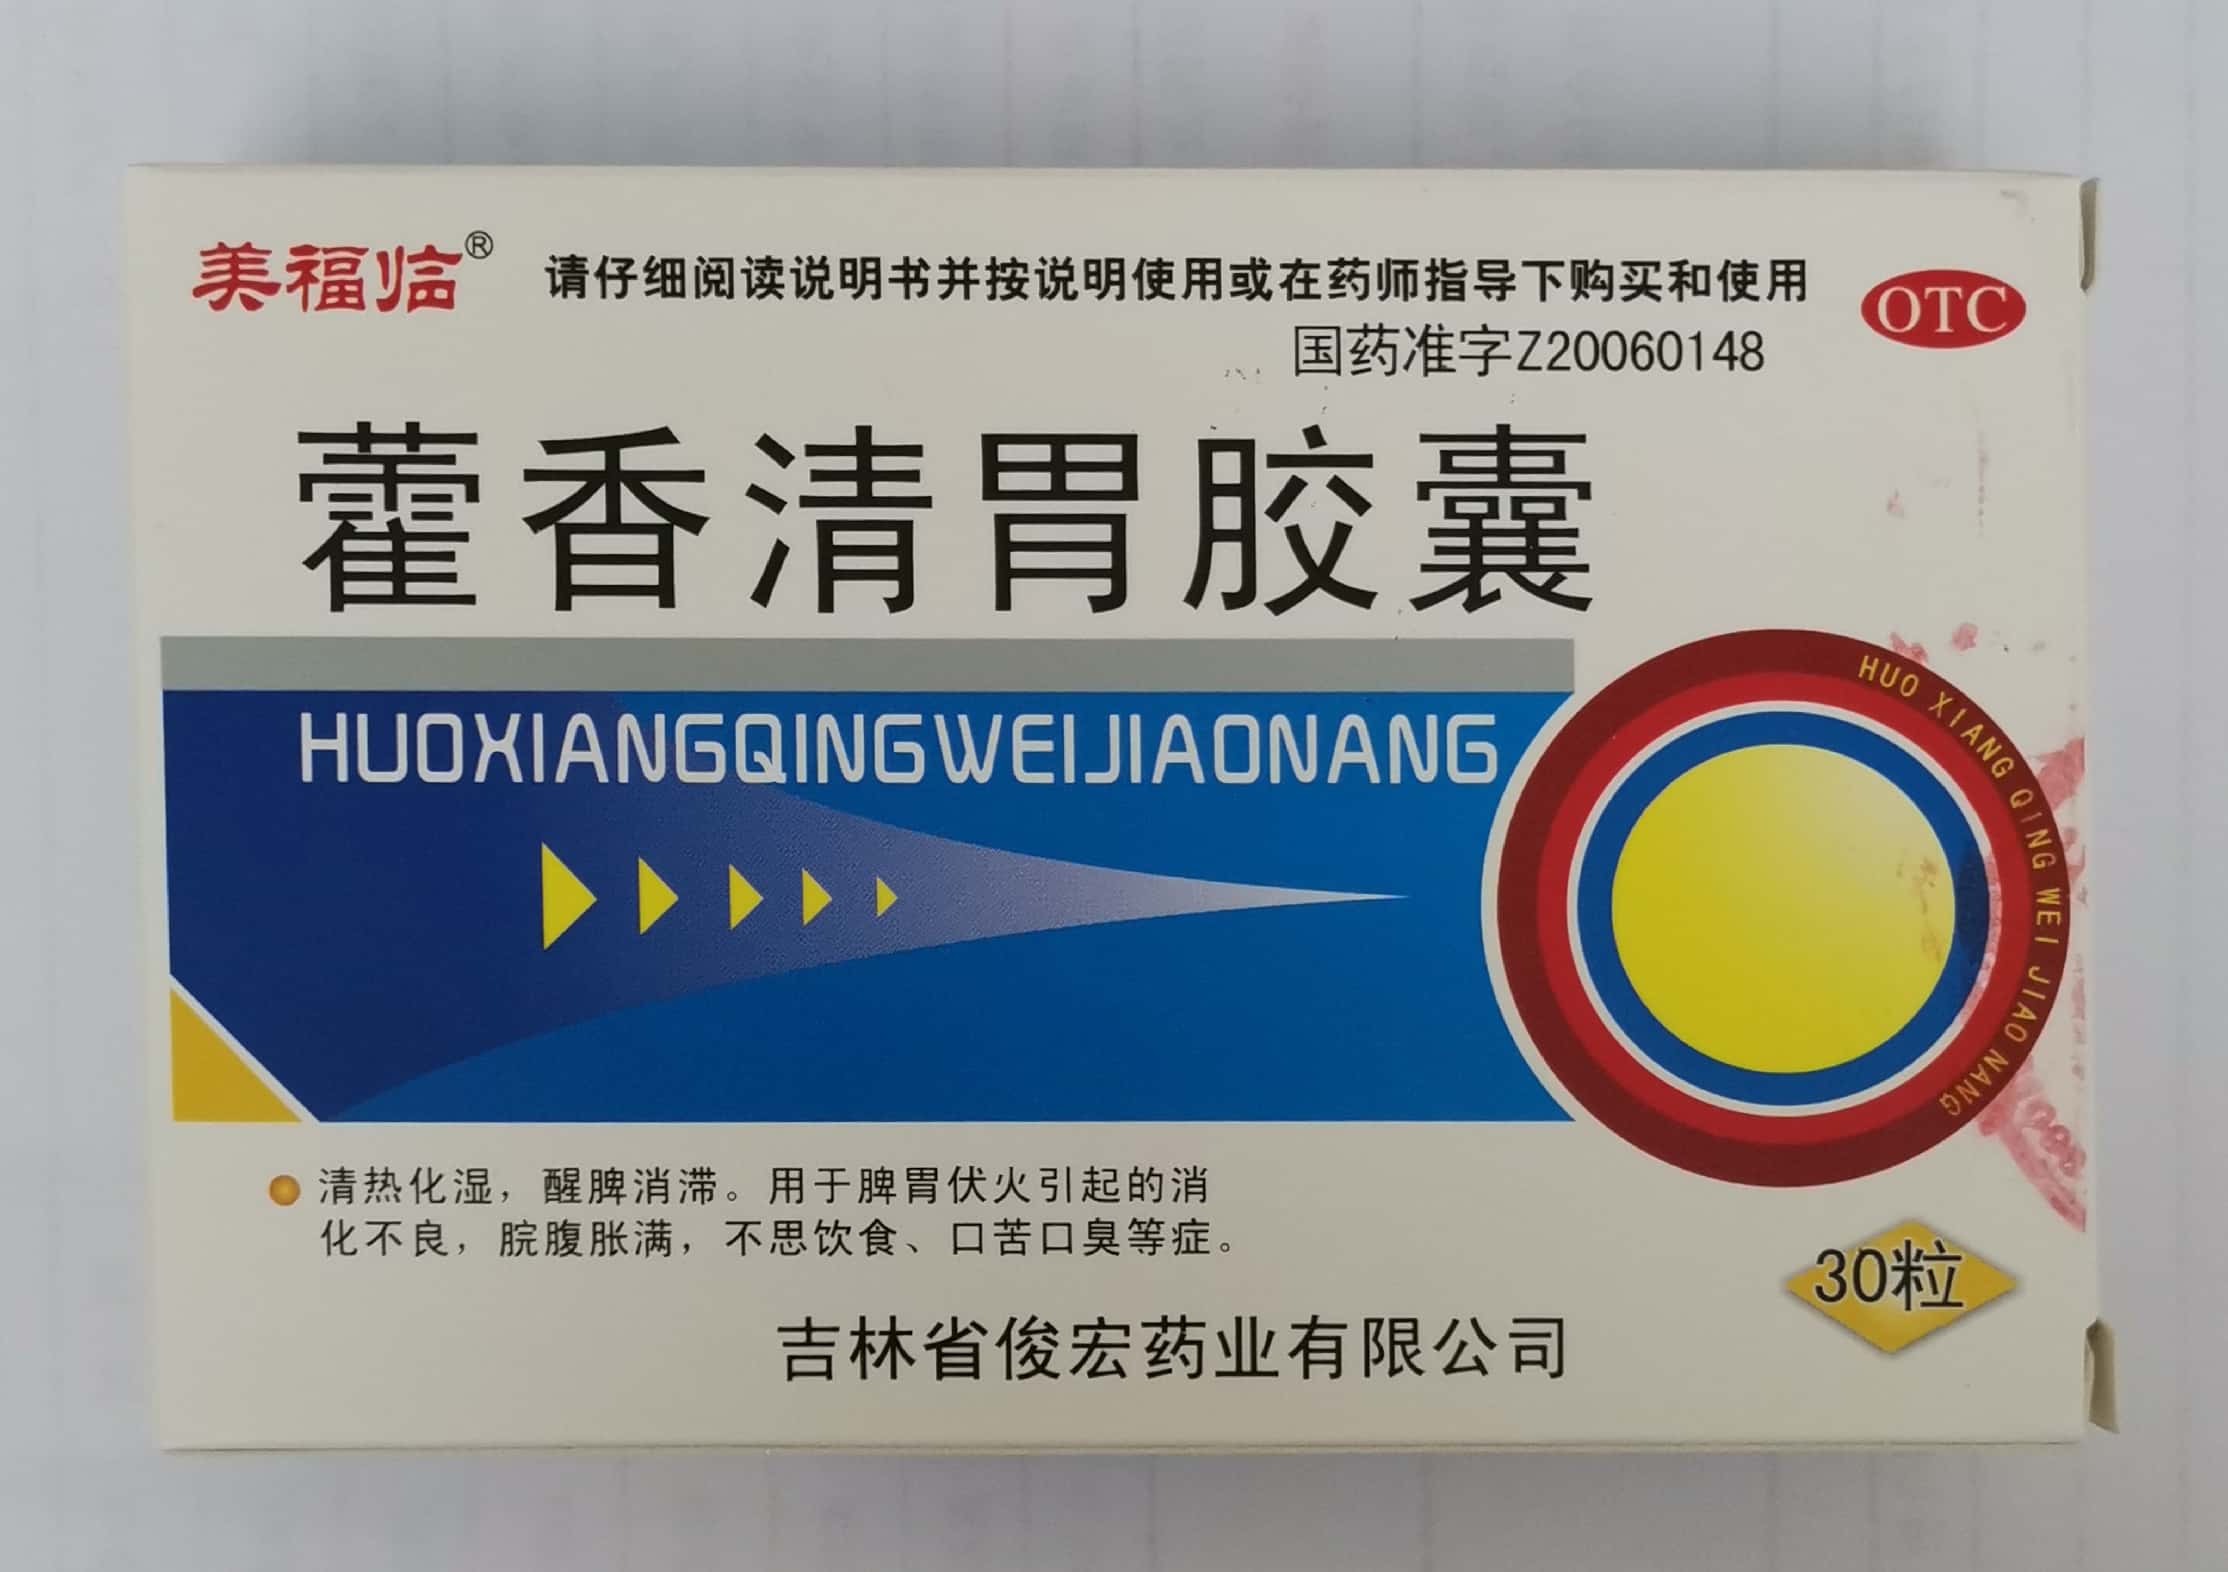 美福临®
请仔细阅读说明书并按说明使用或在药师指导下购买和使用
OTC
国药准字Z20060148
藿香清胃胶囊
HUOXIANGQINGWEIJIAONANG
HUO XIANG QING WEI JIAO NANG
清热化湿，醒脾消滞。用于脾胃伏火引起的消
化不良，脘腹胀满，不思饮食、口苦口臭等症。
30粒
吉林省俊宏药业有限公司